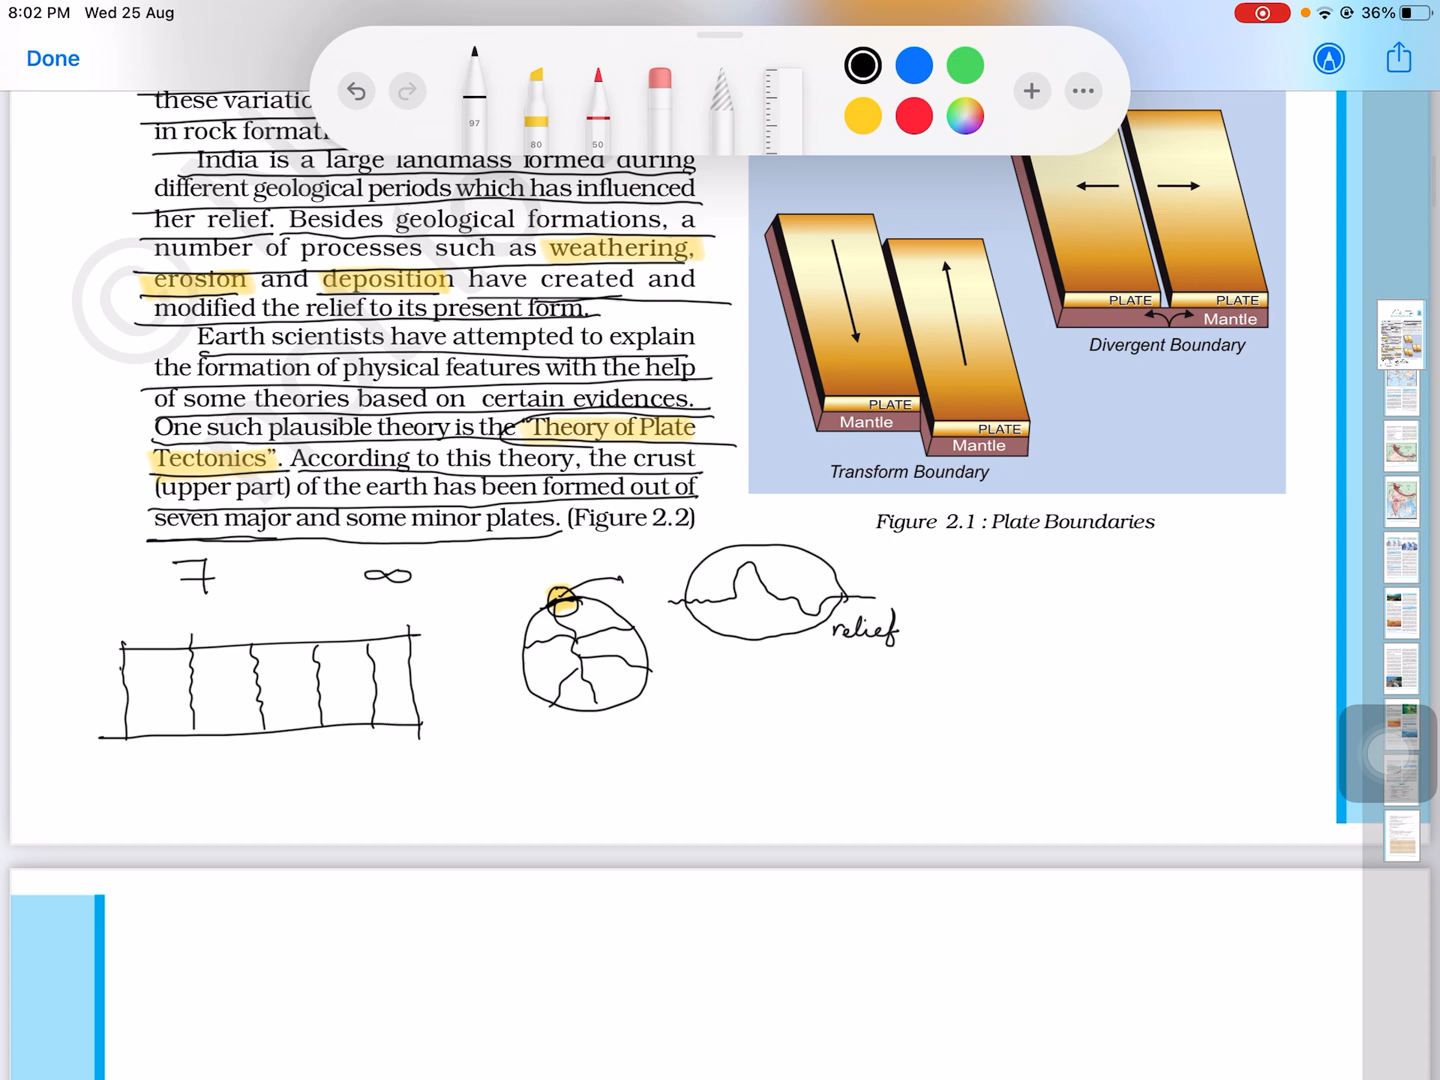 8:02 PM Wed 25 Aug
36%
Done
97
80
50
these variatio
in rock format
India is a large landmass formed during
different geological periods which has influenced
her relief. Besides geological formations, a
number of processes such as weathering,
erosion and deposition have created and
modified the relief to its present form.
Earth scientists have attempted to explain
the formation of physical features with the help
of some theories based on certain evidences.
One such plausible theory is the “Theory of Plate
Tectonics”. According to this theory, the crust
(upper part) of the earth has been formed out of
seven major and some minor plates. (Figure 2.2)
PLATE
PLATE
Mantle
Divergent Boundary
PLATE
Mantle
PLATE
Mantle
Transform Boundary
Figure 2.1 : Plate Boundaries
7 ∞
relief